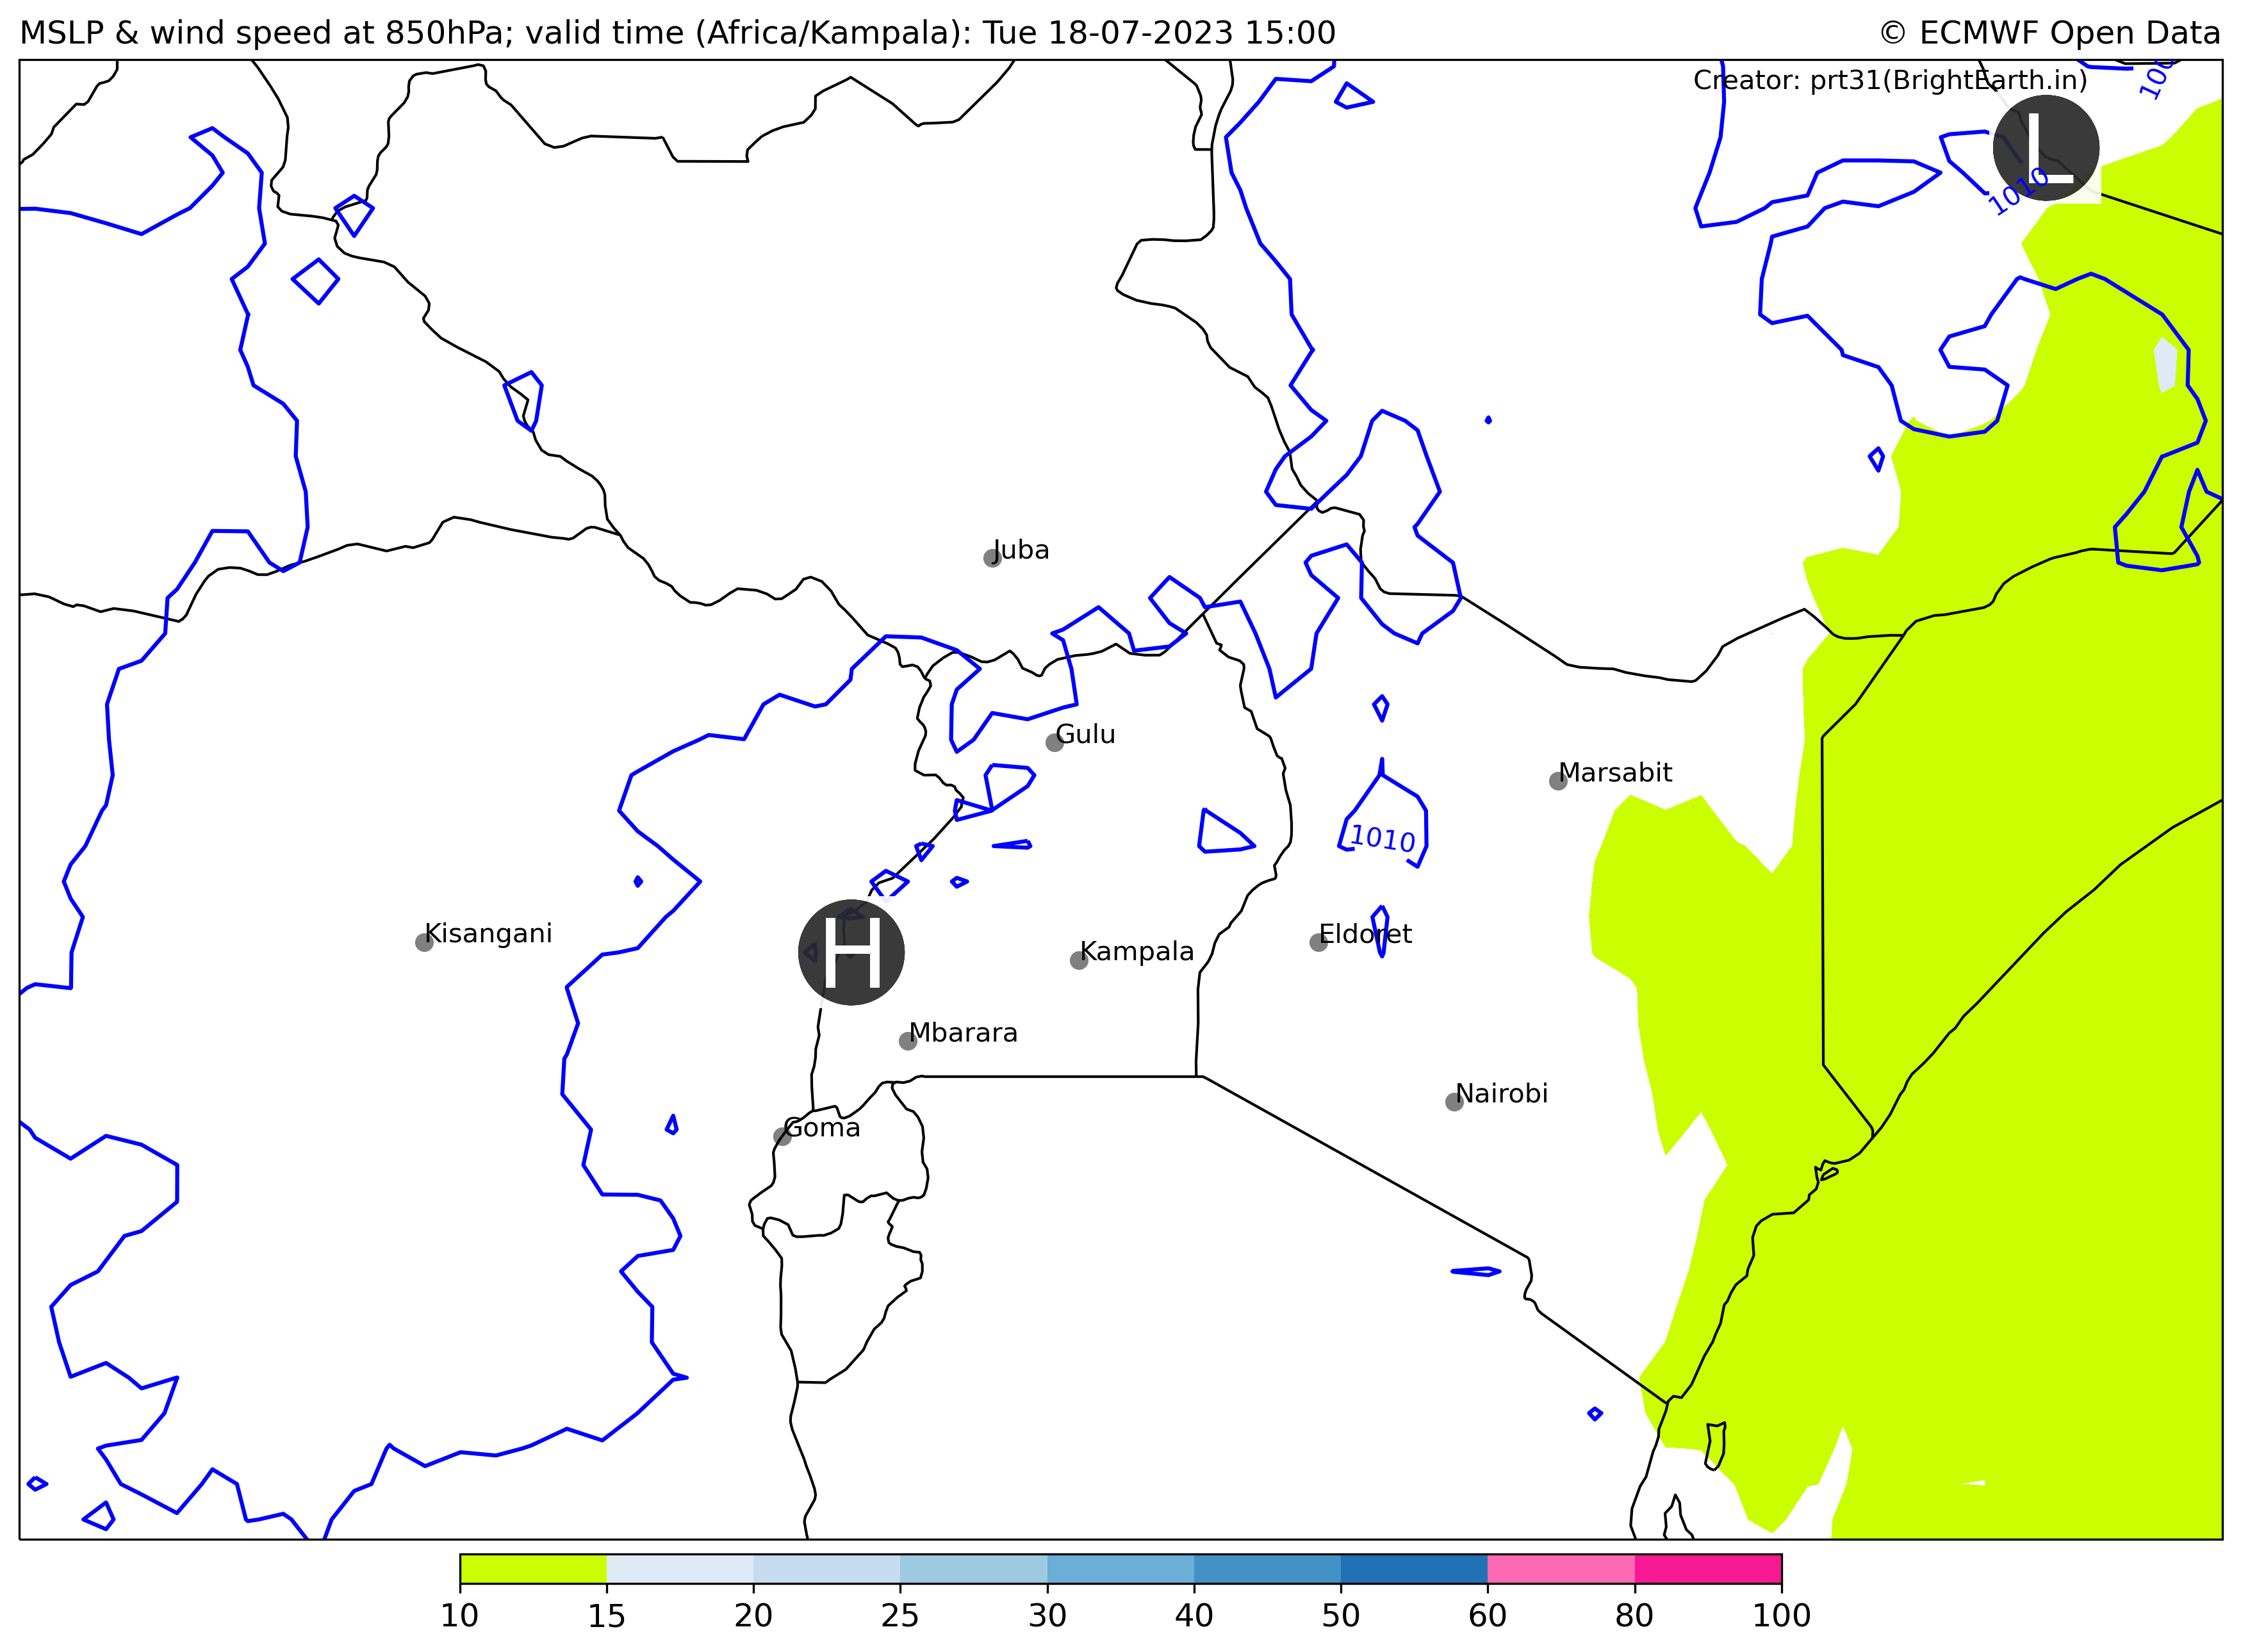 MSLP & wind speed at 850hPa; valid time (Africa/Kampala): Tue 18-07-2023 15:00
© ECMWF Open Data
Creator: prt31(BrightEarth.in)
L
1010
Juba
Gulu
Marsabit
1010
Kisangani
H
Kampala
Eldoret
Mbarara
Nairobi
Goma
10 15 20 25 30 40 50 60 80 100